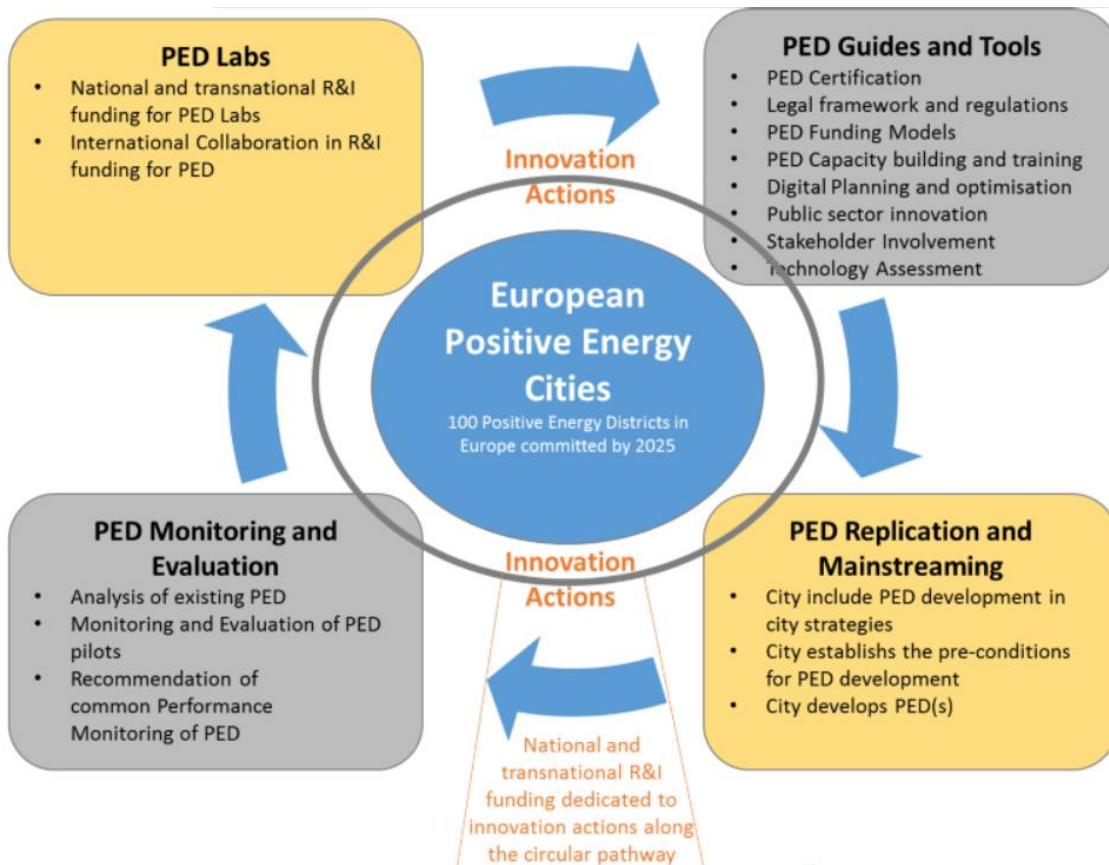 PED Labs
• National and transnational R&I
funding for PED Labs
• International Collaboration in R&I
funding for PED
Innovation
Actions
PED Guides and Tools
• PED Certification
• Legal framework and regulations
• PED Funding Models
• PED Capacity building and training
• Digital Planning and optimisation
• Public sector innovation
• Stakeholder Involvement
• Technology Assessment
European
Positive Energy
Cities
100 Positive Energy Districts in
Europe committed by 2025
PED Monitoring and
Evaluation
• Analysis of existing PED
• Monitoring and Evaluation of PED
pilots
• Recommendation of
common Performance
Monitoring of PED
Innovation
Actions
National and
transnational R&I
funding dedicated to
innovation actions along
the circular pathway
PED Replication and
Mainstreaming
• City include PED development in
city strategies
• City establishs the pre-conditions
for PED development
• City develops PED(s)